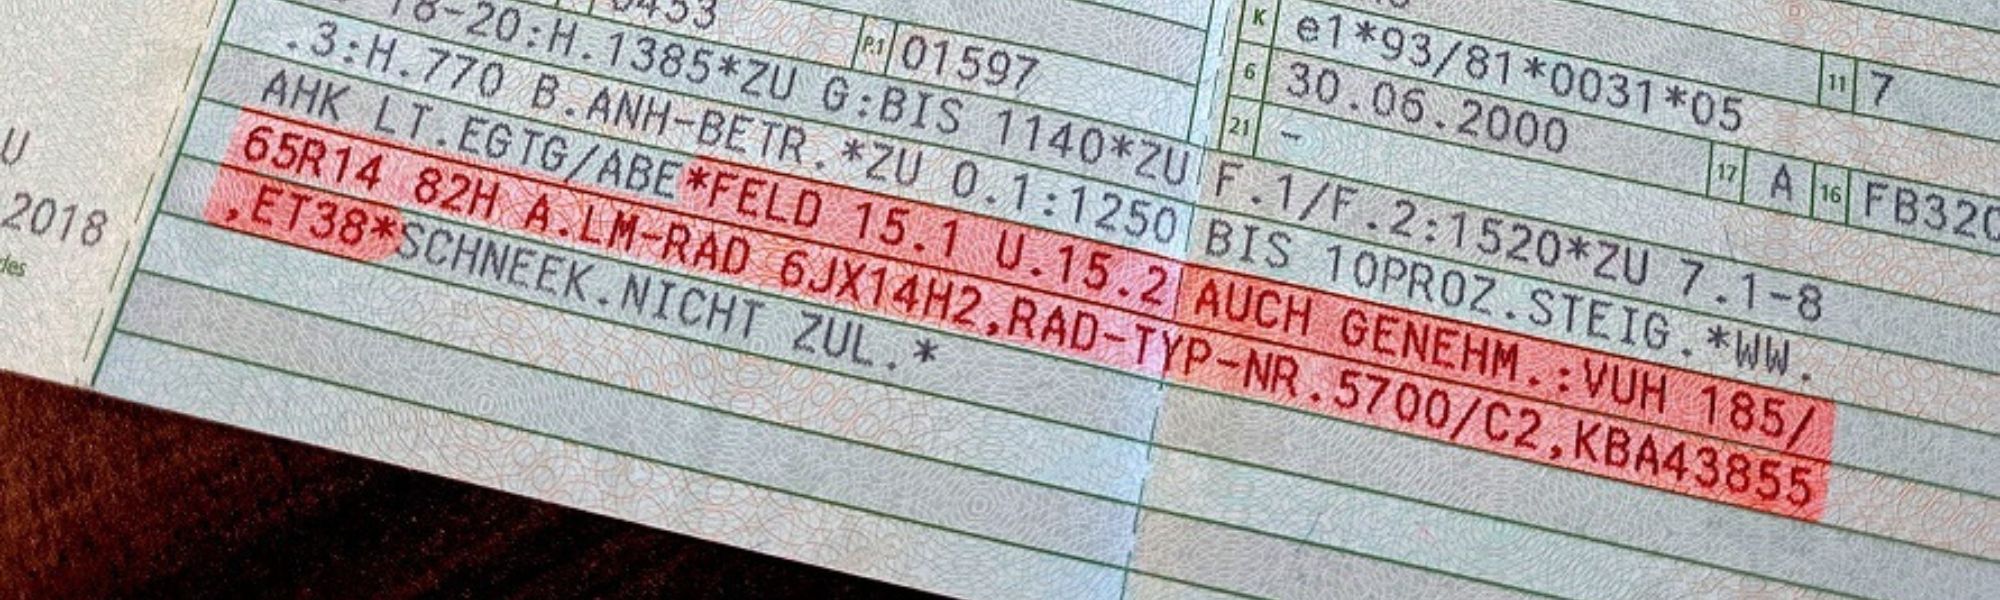 P.1 01597
K e1*93/81*0031*05 11 7
6 30.06.2000 17 A 16 FB320
21 -
18-20:H.1385*ZU G:BIS 1140*ZU F.1/F.2:1520*ZU 7.1-8
.3:H.770 B.ANH-BETR.*ZU O.1:1250 BIS 10PROZ.STEIG.*WW.
AHK LT.EGTG/ABE*FELD 15.1 U.15.2 AUCH GENEHM.:VUH 185/
65R14 82H A.LM-RAD 6JX14H2,RAD-TYP-NR.5700/C2,KBA43855
,ET38*SCHNEEK.NICHT ZUL.*
U
2018
des